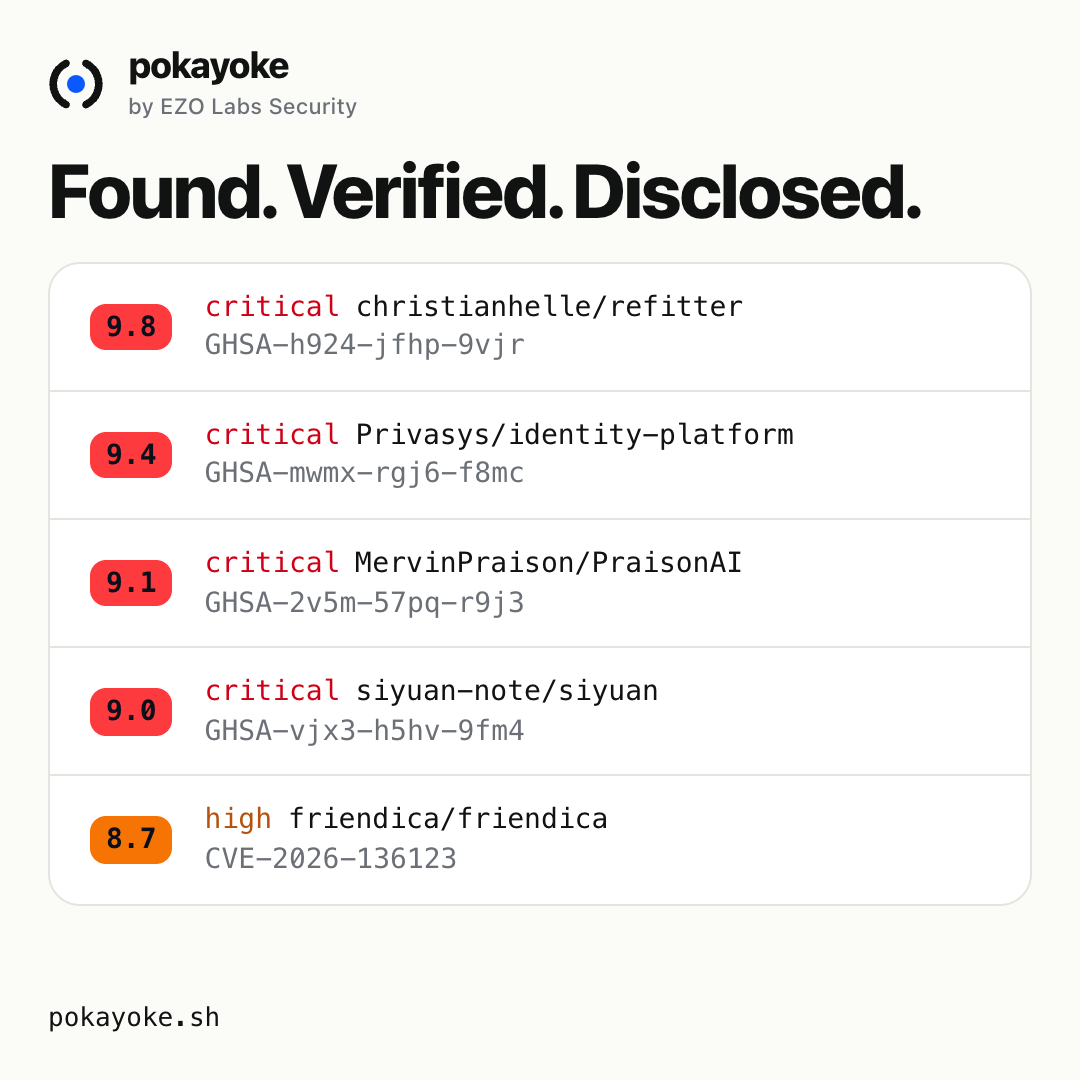 pokayoke
by EZO Labs Security
Found. Verified. Disclosed.
9.8
critical christianhelle/refitter
GHSA-h924-jfhp-9vjr
9.4
critical Privasys/identity-platform
GHSA-mwmx-rgj6-f8mc
9.1
critical MervinPraison/PraisonAI
GHSA-2v5m-57pq-r9j3
9.0
critical siyuan-note/siyuan
GHSA-vjx3-h5hv-9fm4
8.7
high friendica/friendica
CVE-2026-136123
pokayoke.sh